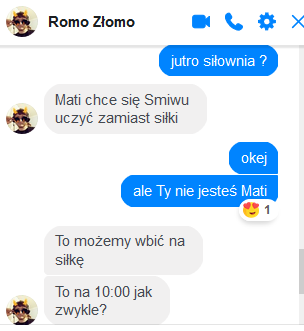 Romo Złomo
jutro siłownia ?
Mati chce się Smiwu
uczyć zamiast siłki
okej
ale Ty nie jesteś Mati
1
To możemy wbić na
siłkę
To na 10:00 jak
zwykle?